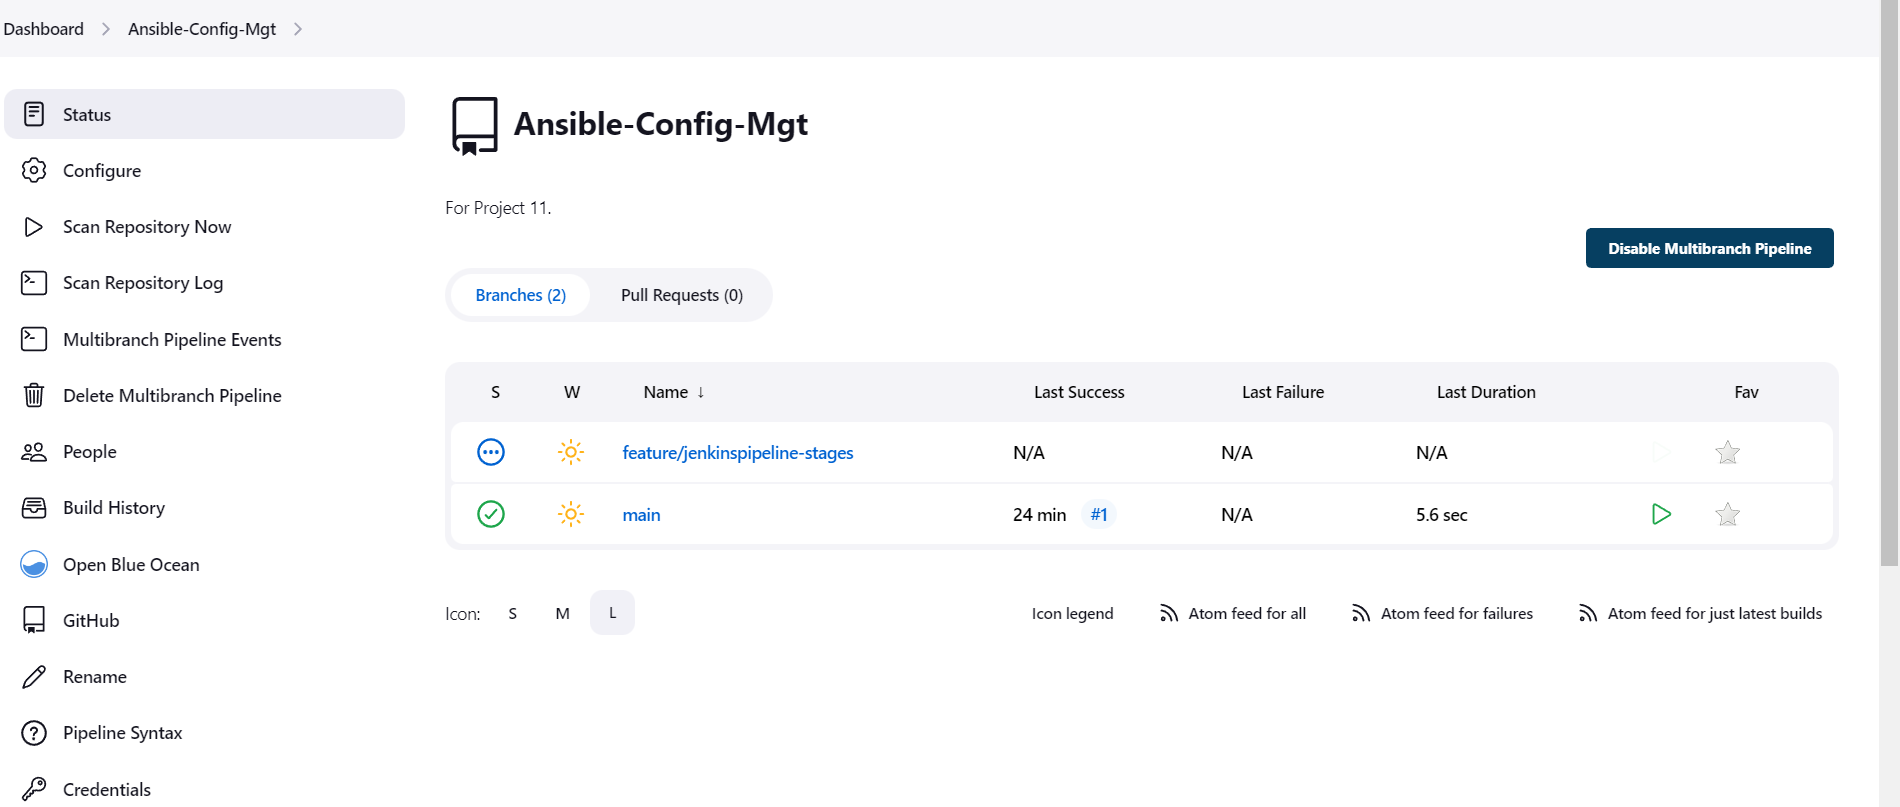 Dashboard > Ansible-Config-Mgt >
Status
Configure
Scan Repository Now
Scan Repository Log
Multibranch Pipeline Events
Delete Multibranch Pipeline
People
Build History
Open Blue Ocean
GitHub
Rename
Pipeline Syntax
Credentials
Ansible-Config-Mgt
For Project 11.
Disable Multibranch Pipeline
Branches (2) Pull Requests (0)
S W Name ↓ Last Success Last Failure Last Duration Fav
feature/jenkinspipeline-stages N/A N/A N/A
main 24 min #1 N/A 5.6 sec
Icon: S M L Icon legend Atom feed for all Atom feed for failures Atom feed for just latest builds